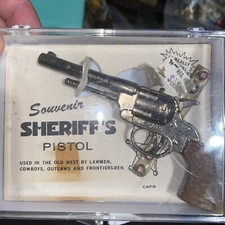 Souvenir
SHERIFF'S
PISTOL
USED IN THE OLD WEST BY LAWMEN,
COWBOYS, OUTLAWS AND FRONTIERSMEN
CAPS